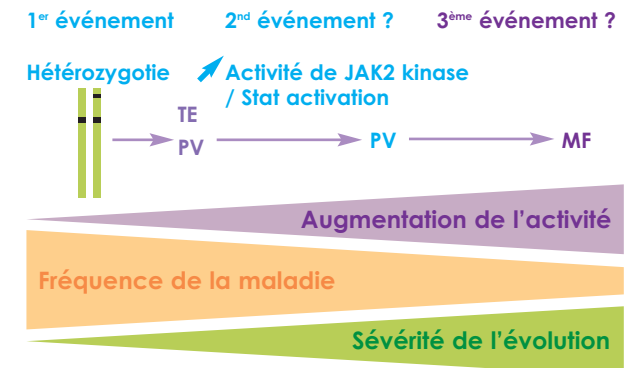 1er événement 2nd événement ? 3ème événement ?
Hétérozygotie Activité de JAK2 kinase
/ Stat activation
TE
PV PV MF
Augmentation de l'activité
Fréquence de la maladie
Sévérité de l'évolution